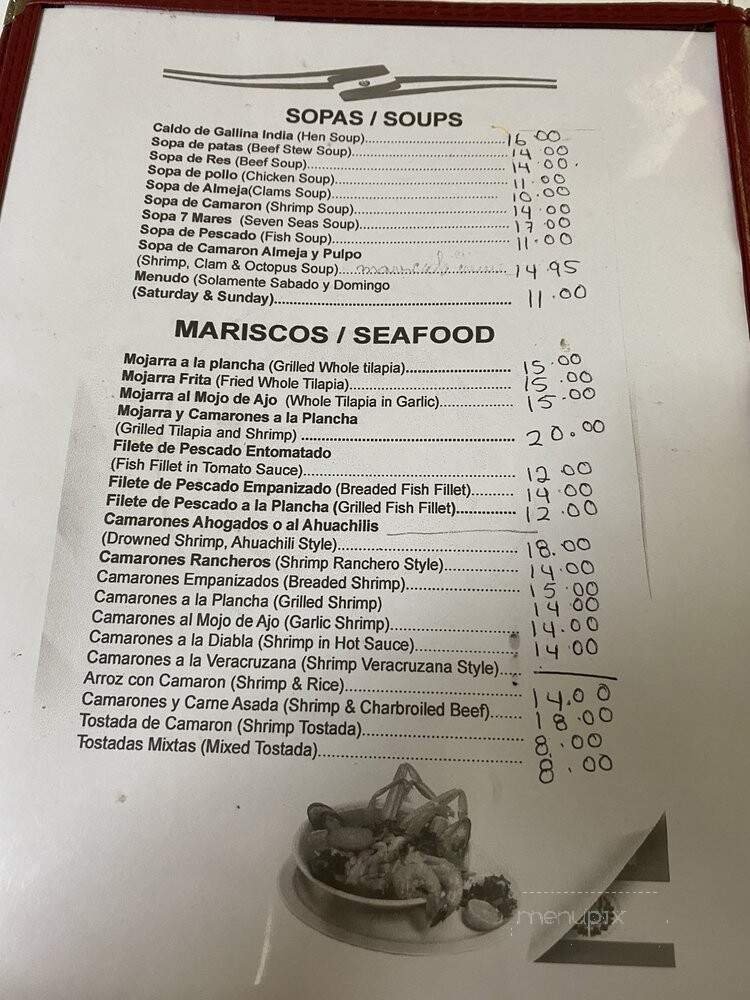 SOPAS / SOUPS
Caldo de Gallina India (Hen Soup)................................ 16.00
Sopa de patas (Beef Stew Soup)................................ 14.00
Sopa de Res (Beef Soup)................................ 14.00.
Sopa de pollo (Chicken Soup)................................ 11.00
Sopa de Almeja(Clams Soup)................................ 10.00
Sopa de Camaron (Shrimp Soup)................................ 14.00
Sopa 7 Mares (Seven Seas Soup)................................ 17.00
Sopa de Pescado (Fish Soup)................................ 11.00
Sopa de Camaron Almeja y Pulpo
(Shrimp, Clam & Octopus Soup).... 14.95
Menudo (Solamente Sabado y Domingo
(Saturday & Sunday)................................ 11.00
MARISCOS / SEAFOOD
Mojarra a la plancha (Grilled Whole tilapia)......................... 15.00
Mojarra Frita (Fried Whole Tilapia)................................ 15.00
Mojarra al Mojo de Ajo (Whole Tilapia in Garlic).................. 15.00
Mojarra y Camarones a la Plancha
(Grilled Tilapia and Shrimp) ................................ 20.00
Filete de Pescado Entomatado
(Fish Fillet in Tomato Sauce)................................ 12.00
Filete de Pescado Empanizado (Breaded Fish Fillet).......... 14.00
Filete de Pescado a la Plancha (Grilled Fish Fillet).............. 12.00
Camarones Ahogados o al Ahuachilis
(Drowned Shrimp, Ahuachili Style)................................ 18.00
Camarones Rancheros (Shrimp Ranchero Style).................. 14.00
Camarones Empanizados (Breaded Shrimp)........................... 15.00
Camarones a la Plancha (Grilled Shrimp) 14.00
Camarones al Mojo de Ajo (Garlic Shrimp)................................ 14.00
Camarones a la Diabla (Shrimp in Hot Sauce)......................... 14.00
Camarones a la Veracruzana (Shrimp Veracruzana Style).....
Arroz con Camaron (Shrimp & Rice)................................ 14.00
Camarones y Carne Asada (Shrimp & Charbroiled Beef)....... 18.00
Tostada de Camaron (Shrimp Tostada)................................ 8.00
Tostadas Mixtas (Mixed Tostada)................................ 8.00
menupix